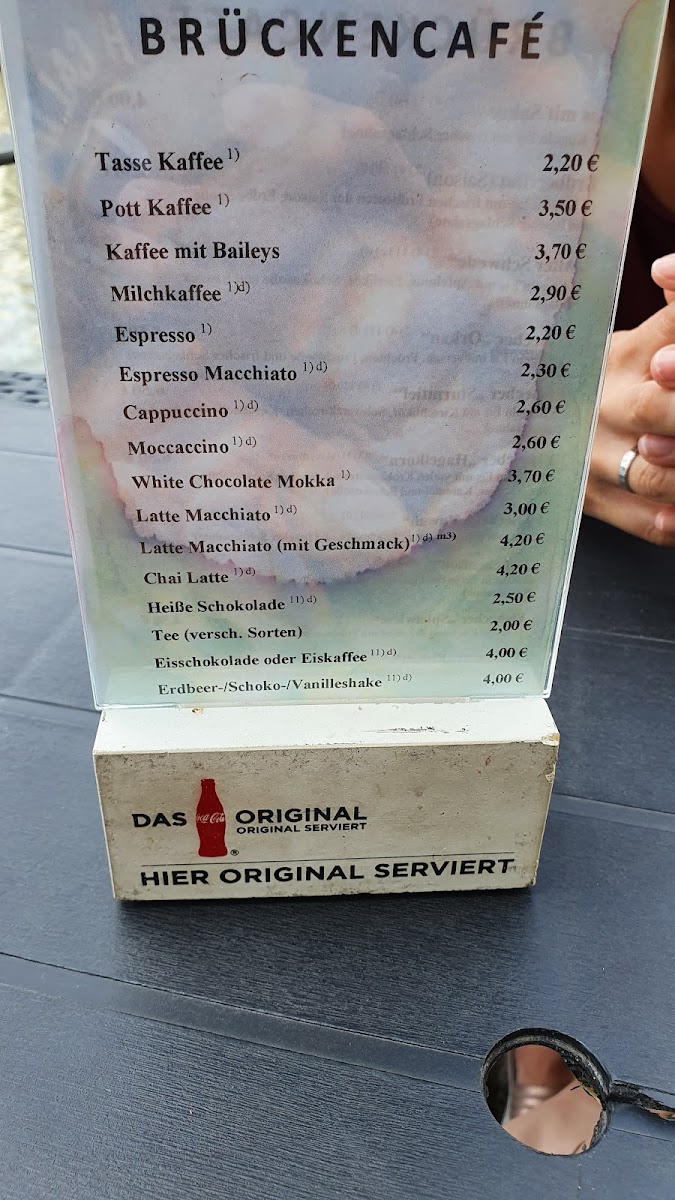 BRÜCKENCAFÉ
Tasse Kaffee 1) 2,20 €
Pott Kaffee 1) 3,50 €
Kaffee mit Baileys 3,70 €
Milchkaffee 1)d) 2,90 €
Espresso 1) 2,20 €
Espresso Macchiato 1) d) 2,30 €
Cappuccino 1) d) 2,60 €
Moccaccino 1) d) 2,60 €
White Chocolate Mokka 1) 3,70 €
Latte Macchiato 1) d) 3,00 €
Latte Macchiato (mit Geschmack) 1) d) m3) 4,20 €
Chai Latte 1) d) 4,20 €
Heiße Schokolade 11) d) 2,50 €
Tee (versch. Sorten) 2,00 €
Eisschokolade oder Eiskaffee 11) d) 4,00 €
Erdbeer-/Schoko-/Vanilleshake 11) d) 4,00 €
DAS Coca-Cola ® ORIGINAL
ORIGINAL SERVIERT
HIER ORIGINAL SERVIERT